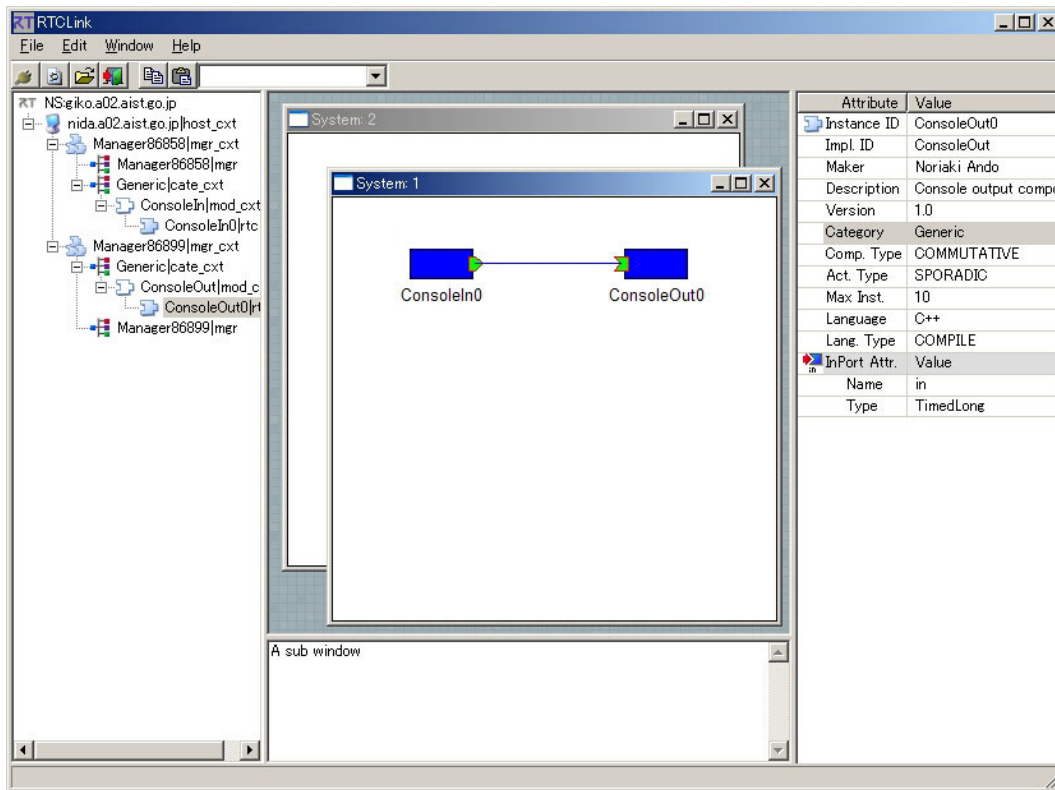 RTCLink
File Edit Window Help
NS:giko.a02.aist.go.jp
nida.a02.aist.go.jp|host_cxt
Manager86858|mgr_cxt
Manager86858|mgr
Generic|cate_cxt
ConsoleIn|mod_cxt
ConsoleIn0|rtc
Manager86899|mgr_cxt
Generic|cate_cxt
ConsoleOut|mod_c
ConsoleOut0|rt
Manager86899|mgr
System: 2
System: 1
ConsoleIn0 ConsoleOut0
A sub window
Attribute Value
Instance ID ConsoleOut0
Impl. ID ConsoleOut
Maker Noriaki Ando
Description Console output compo
Version 1.0
Category Generic
Comp. Type COMMUTATIVE
Act. Type SPORADIC
Max Inst. 10
Language C++
Lang. Type COMPILE
in InPort Attr. Value
Name in
Type TimedLong